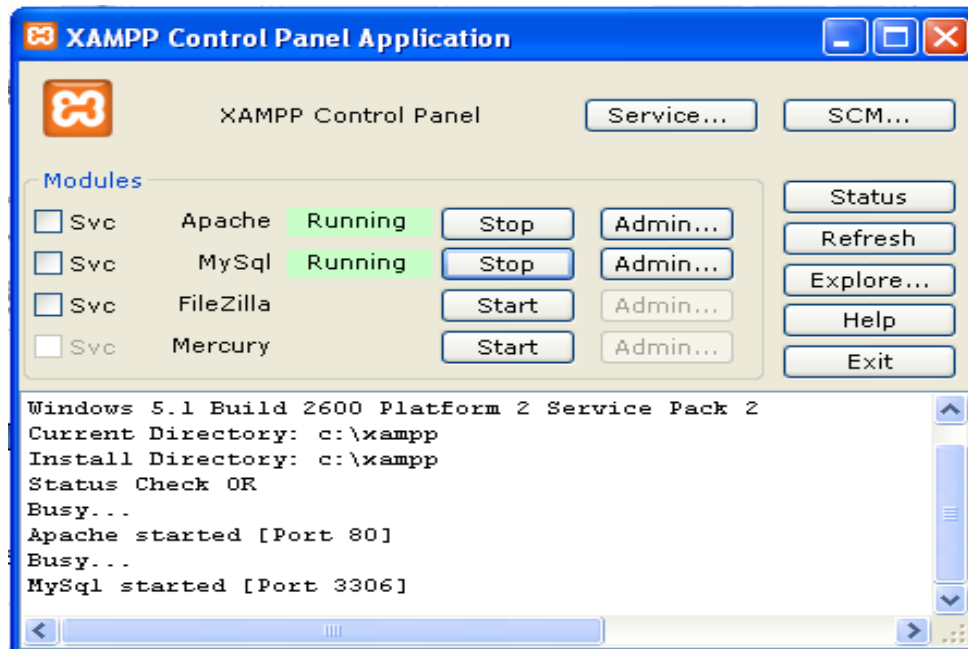 XAMPP Control Panel Application
XAMPP Control Panel Service... SCM...
Modules
Svc Apache Running Stop Admin...
Svc MySql Running Stop Admin...
Svc FileZilla Start Admin...
Svc Mercury Start Admin...
Status
Refresh
Explore...
Help
Exit
Windows 5.1 Build 2600 Platform 2 Service Pack 2
Current Directory: c:\xampp
Install Directory: c:\xampp
Status Check OK
Busy...
Apache started [Port 80]
Busy...
MySql started [Port 3306]